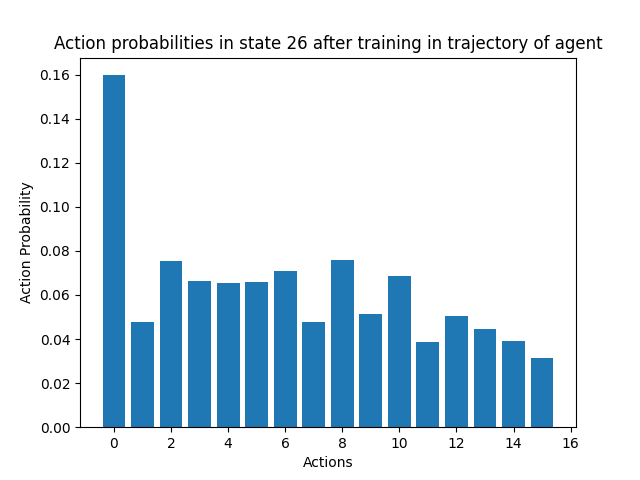 Action probabilities in state 26 after training in trajectory of agent
0.16
0.14
0.12
0.10
0.08
0.06
0.04
0.02
0.00
Action Probability
0 2 4 6 8 10 12 14 16
Actions